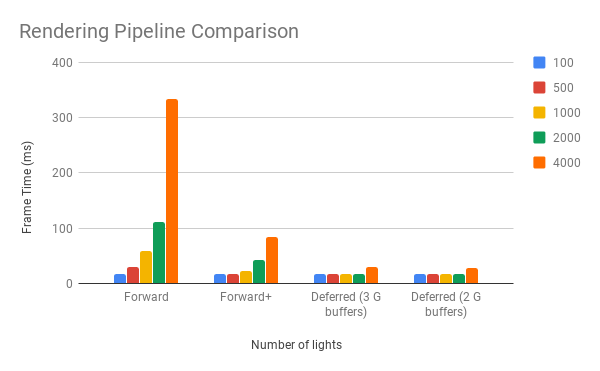 Rendering Pipeline Comparison
400
300
200
100
0
Frame Time (ms)
Forward
Forward+
Deferred (3 G
buffers)
Deferred (2 G
buffers)
Number of lights
100
500
1000
2000
4000